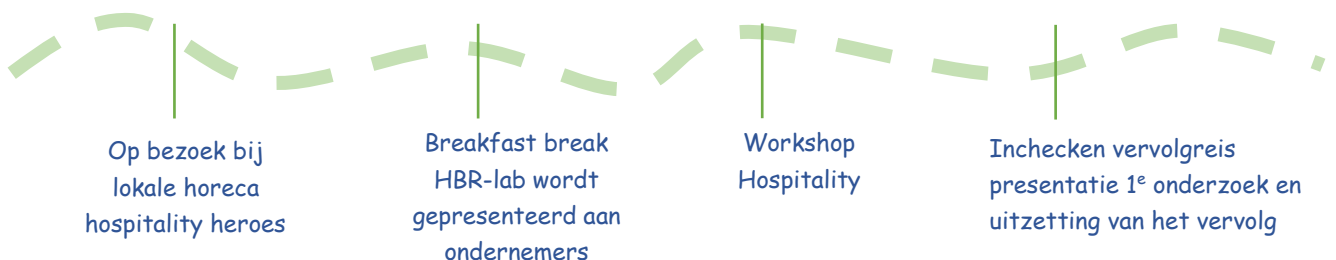 Op bezoek bij
lokale horeca
hospitality heroes
Breakfast break
HBR-lab wordt
gepresenteerd aan
ondernemers
Workshop
Hospitality
Inchecken vervolgreis
presentatie 1e onderzoek en
uitzetting van het vervolg